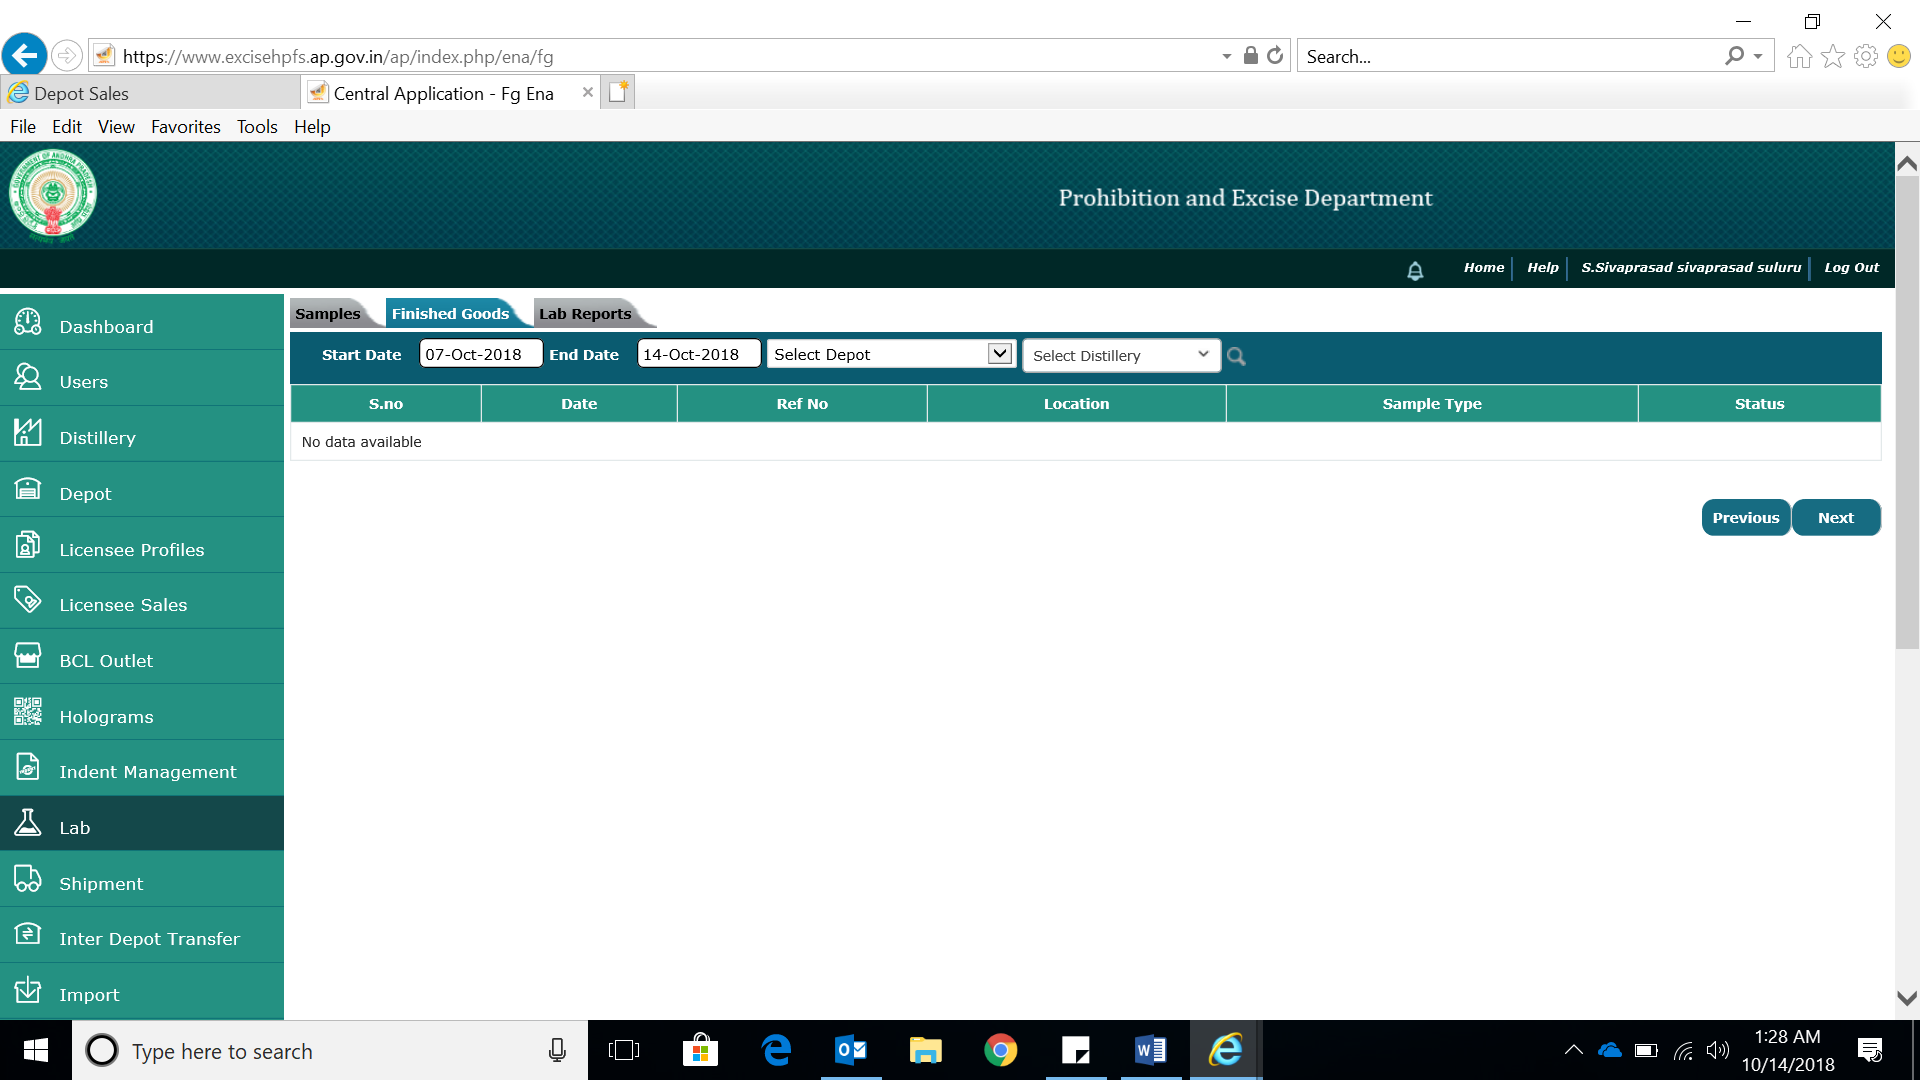 https://www.excisehpfs.ap.gov.in/ap/index.php/ena/fg
Search...
Depot Sales
Central Application - Fg Ena
File Edit View Favorites Tools Help
Prohibition and Excise Department
Home Help S.Sivaprasad sivaprasad suluru Log Out
Samples Finished Goods Lab Reports
Start Date 07-Oct-2018 End Date 14-Oct-2018 Select Depot Select Distillery
S.no Date Ref No Location Sample Type Status
No data available
Previous Next
Dashboard
Users
Distillery
Depot
Licensee Profiles
Licensee Sales
BCL Outlet
Holograms
Indent Management
Lab
Shipment
Inter Depot Transfer
Import
Type here to search
1:28 AM
10/14/2018